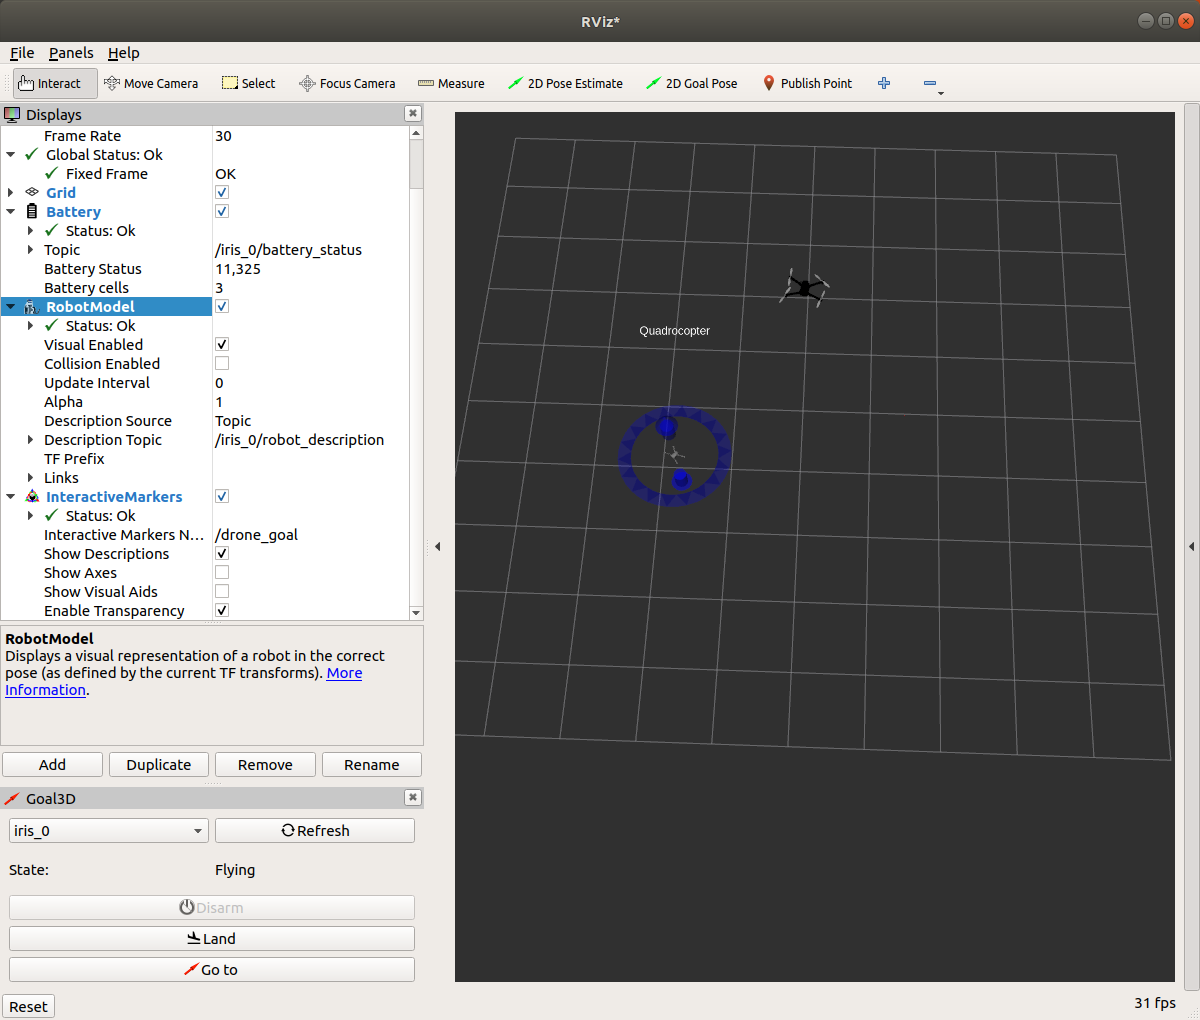 RViz*
File Panels Help
Interact Move Camera Select Focus Camera Measure 2D Pose Estimate 2D Goal Pose Publish Point
Displays
Frame Rate 30
Global Status: Ok
Fixed Frame OK
Grid
Battery
Status: Ok
Topic /iris_0/battery_status
Battery Status 11,325
Battery cells 3
RobotModel
Status: Ok
Visual Enabled
Collision Enabled
Update Interval 0
Alpha 1
Description Source Topic
Description Topic /iris_0/robot_description
TF Prefix
Links
InteractiveMarkers
Status: Ok
Interactive Markers N... /drone_goal
Show Descriptions
Show Axes
Show Visual Aids
Enable Transparency
RobotModel
Displays a visual representation of a robot in the correct
pose (as defined by the current TF transforms). More
Information.
Add Duplicate Remove Rename
Goal3D
iris_0 Refresh
State: Flying
Disarm
Land
Go to
Reset
Quadrocopter
31 fps